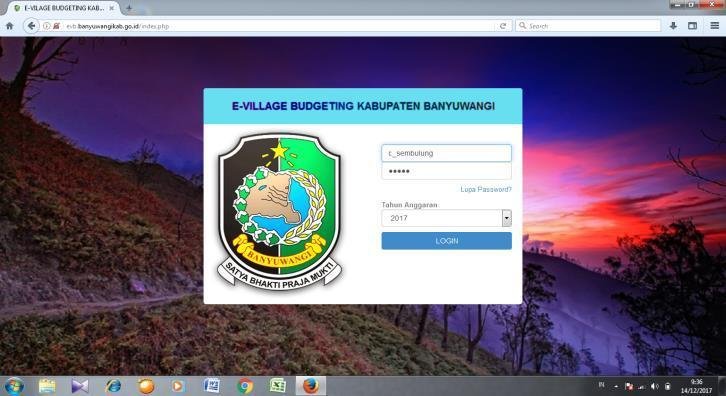 E-VILAGE BUDGETING KAB...
evb.banyuwangikab.go.id/index.php
Search
E-VILLAGE BUDGETING KABUPATEN BANYUWANGI
c_sembulung
Lupa Password?
Tahun Anggaran
2017
LOGIN
BANYUWANGI
SATYA BHAKTI PRAJA MUKTI
IN
9:36
14/12/2017